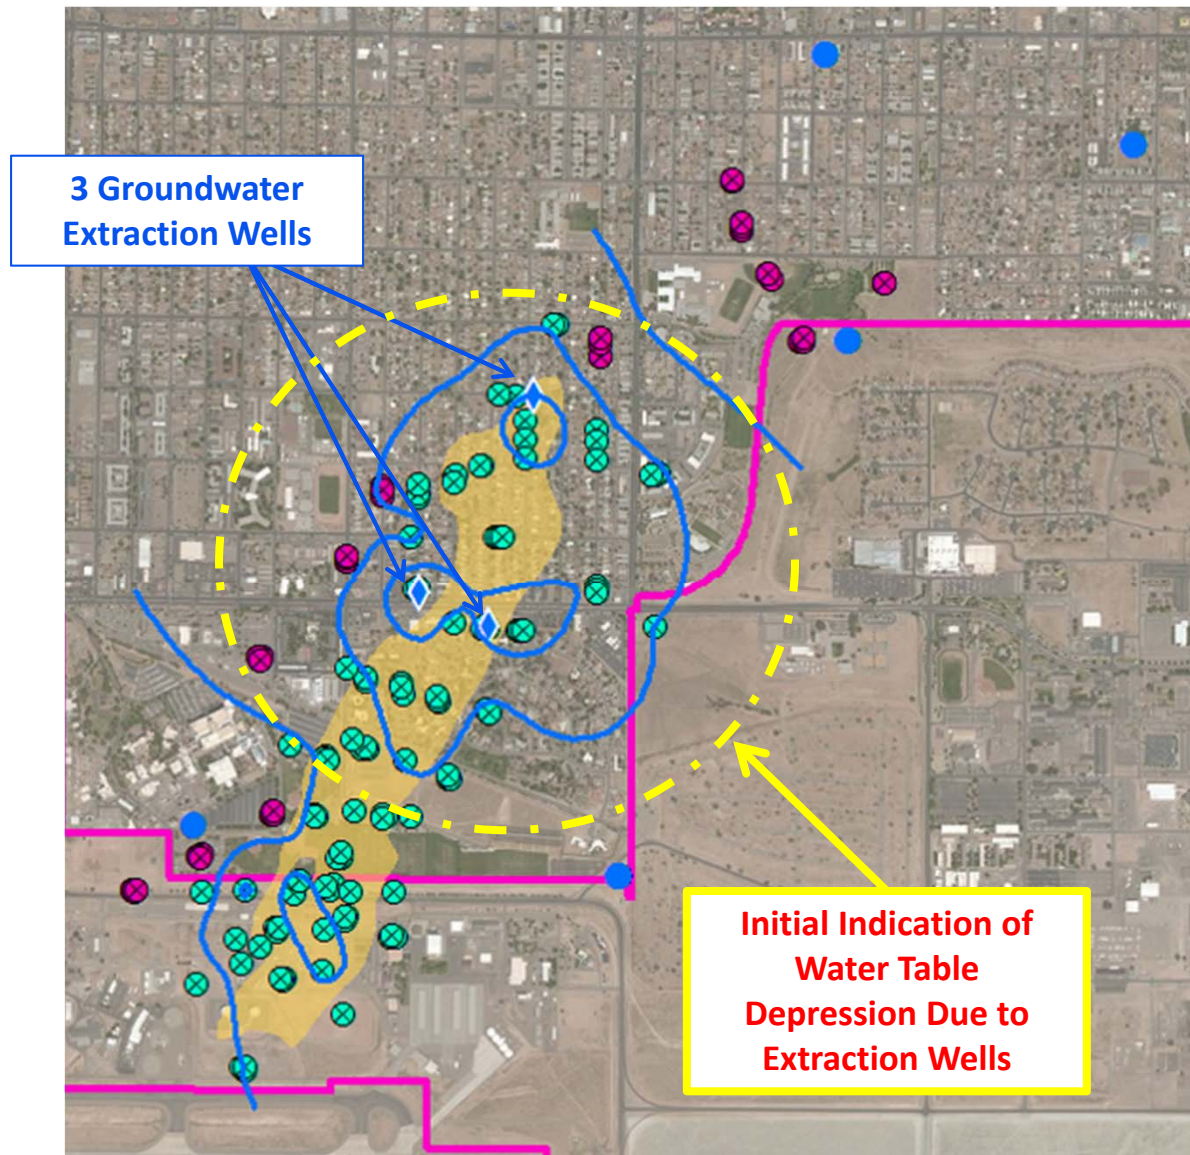 3 Groundwater
Extraction Wells
Initial Indication of
Water Table
Depression Due to
Extraction Wells